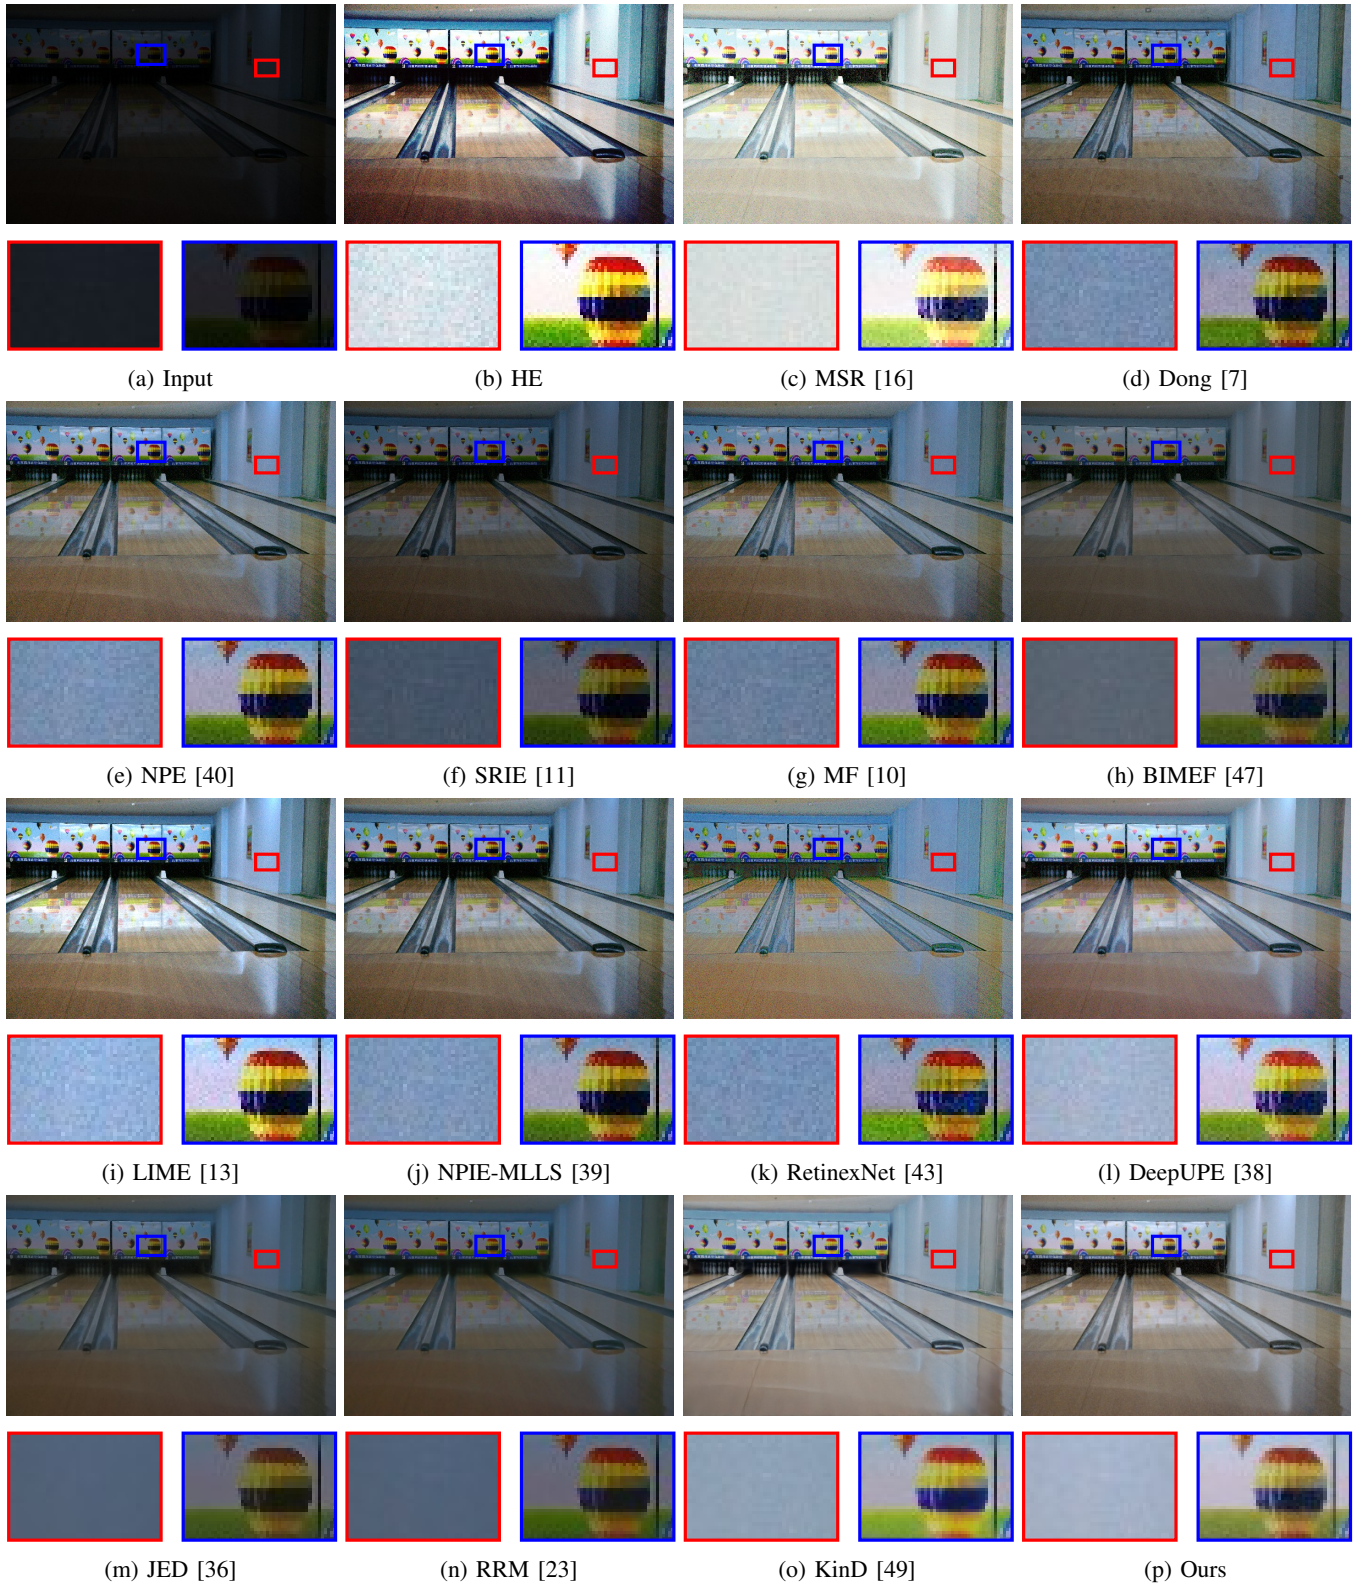 (a) Input
(b) HE
(c) MSR [16]
(d) Dong [7]
(e) NPE [40]
(f) SRIE [11]
(g) MF [10]
(h) BIMEF [47]
(i) LIME [13]
(j) NPIE-MLLS [39]
(k) RetinexNet [43]
(l) DeepUPE [38]
(m) JED [36]
(n) RRM [23]
(o) KinD [49]
(p) Ours